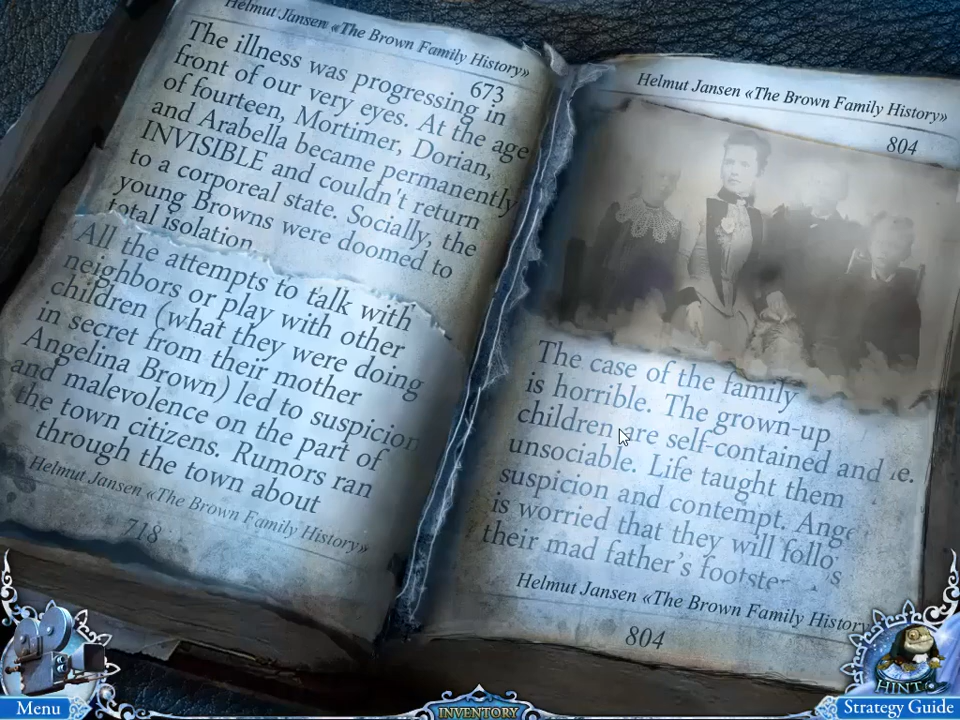 Helmut Jansen «The Brown Family History»
673
The illness was progressing in
front of our very eyes. At the age
of fourteen, Mortimer, Dorian,
and Arabella became permanently
INVISIBLE and couldn't return
to a corporeal state. Socially, the
young Browns were doomed to
total isolation
All the attempts to talk with
neighbors or play with other
children (what they were doing
in secret from their mother
Angelina Brown) led to suspicion
and malevolence on the part of
the town citizens. Rumors ran
through the town about
Helmut Jansen «The Brown Family History»
718
Helmut Jansen «The Brown Family History»
804
The case of the family
is horrible. The grown-up
children are self-contained and
unsociable. Life taught them
suspicion and contempt.
is worried that they will
their mad father's
Helmut Jansen «The Brown Family History
804
Menu
INVENTORY
HINT
Strategy Guide